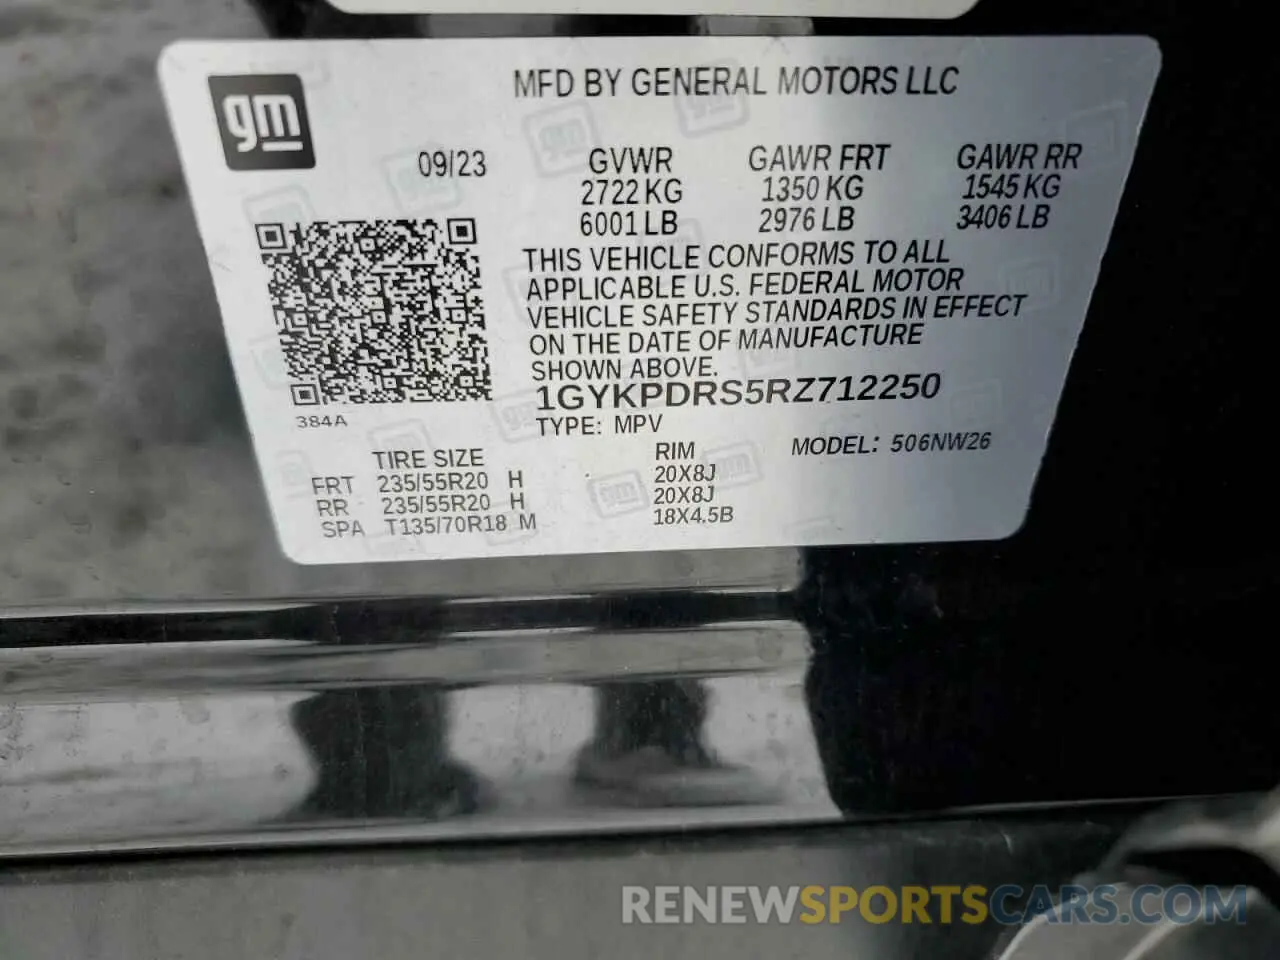 gm
MFD BY GENERAL MOTORS LLC
09/23 GVWR GAWR FRT GAWR RR
2722 KG 1350 KG 1545 KG
6001 LB 2976 LB 3406 LB
THIS VEHICLE CONFORMS TO ALL
APPLICABLE U.S. FEDERAL MOTOR
VEHICLE SAFETY STANDARDS IN EFFECT
ON THE DATE OF MANUFACTURE
SHOWN ABOVE.
1GYKPDRS5RZ712250
384A
TYPE: MPV
MODEL: 506NW26
TIRE SIZE RIM
FRT 235/55R20 H 20X8J
RR 235/55R20 H 20X8J
SPA T135/70R18 M 18X4.5B
RENEWSPORTSCARS.COM